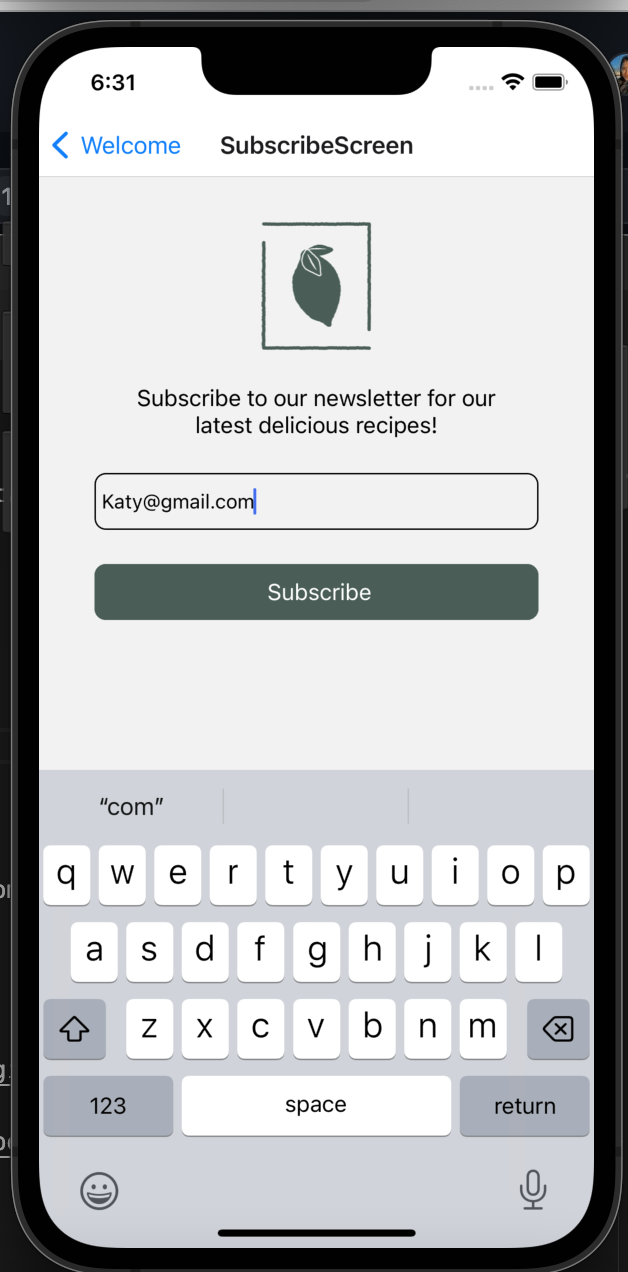 6:31
Welcome SubscribeScreen
Subscribe to our newsletter for our
latest delicious recipes!
Katy@gmail.com
Subscribe
“com”
q w e r t y u i o p
a s d f g h j k l
z x c v b n m
123 space return